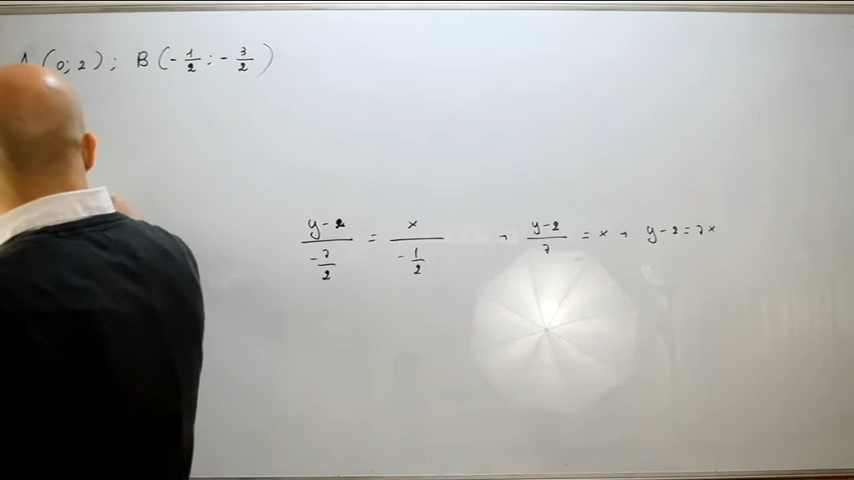 A (0; 2); B (-1/2; -3/2)
(y-2)/(-7/2) = x/(-1/2) , (y-2)/7 = x , y-2 = 7x